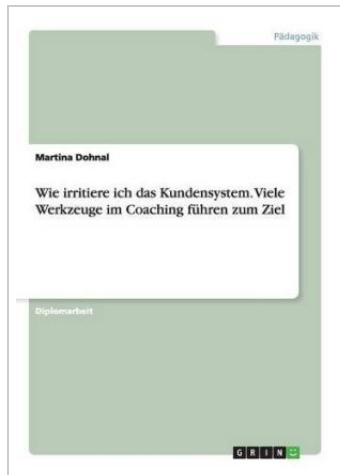 Pädagogik
Martina Dohnal
Wie irritiere ich das Kundensystem. Viele
Werkzeuge im Coaching führen zum Ziel
Diplomarbeit
GRIN